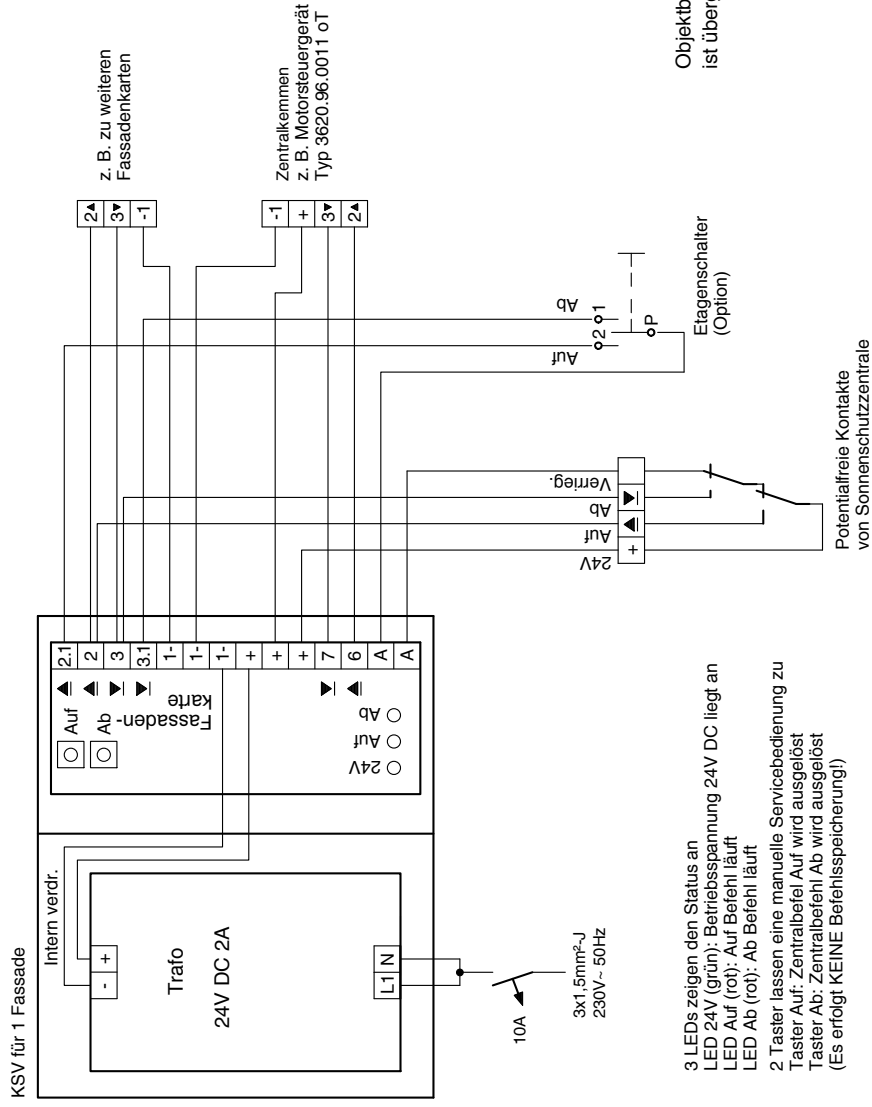 KSV für 1 Fassade
Intern verdr.
- +
Trafo
24V DC 2A
L1 N
10A
3x1,5mm²-J
230V~ 50Hz
Auf
Ab
Fassaden-
karte
24V
Auf
Ab
2.1
2
3
3.1
1-
1-
1-
+
+
+
7
6
A
A
2
3
-1
z. B. zu weiteren
Fassadenkarten
-1
+
3
2
Zentralkemmen
z. B. Motorsteuergerät
Typ 3620.96.0011 oT
Auf
Ab
2
1
P
Etagenschalter
(Option)
24V
Auf
Ab
Verrieg.
+
Potentialfreie Kontakte
von Sonnenschutzzentrale
3 LEDs zeigen den Status an
LED 24V (grün): Betriebsspannung 24V DC liegt an
LED Auf (rot): Auf Befehl läuft
LED Ab (rot): Ab Befehl läuft
2 Taster lassen eine manuelle Servicebedienung zu
Taster Auf: Zentralbefel Auf wird ausgelöst
Taster Ab: Zentralbefehl Ab wird ausgelöst
(Es erfolgt KEINE Befehlsspeicherung!)
Objektb
ist überg